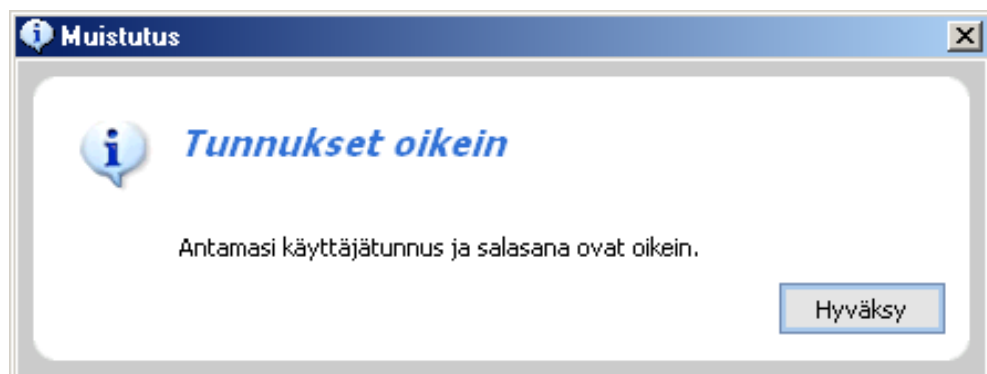 Muistutus
Tunnukset oikein
Antamasi käyttäjätunnus ja salasana ovat oikein.
Hyväksy